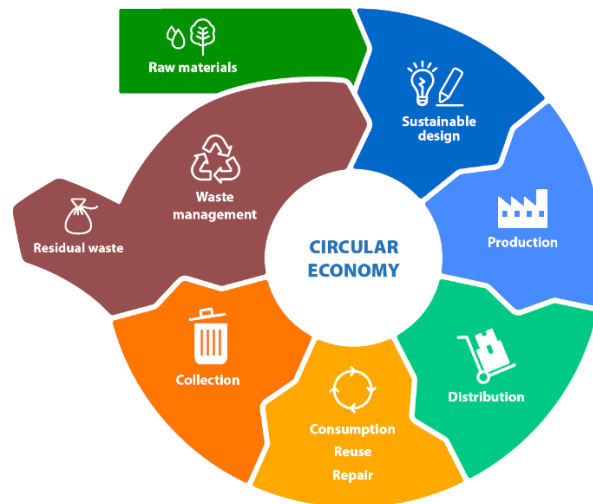 Raw materials
Sustainable
design
Production
Distribution
Consumption
Reuse
Repair
Collection
Waste
management
Residual waste
CIRCULAR
ECONOMY